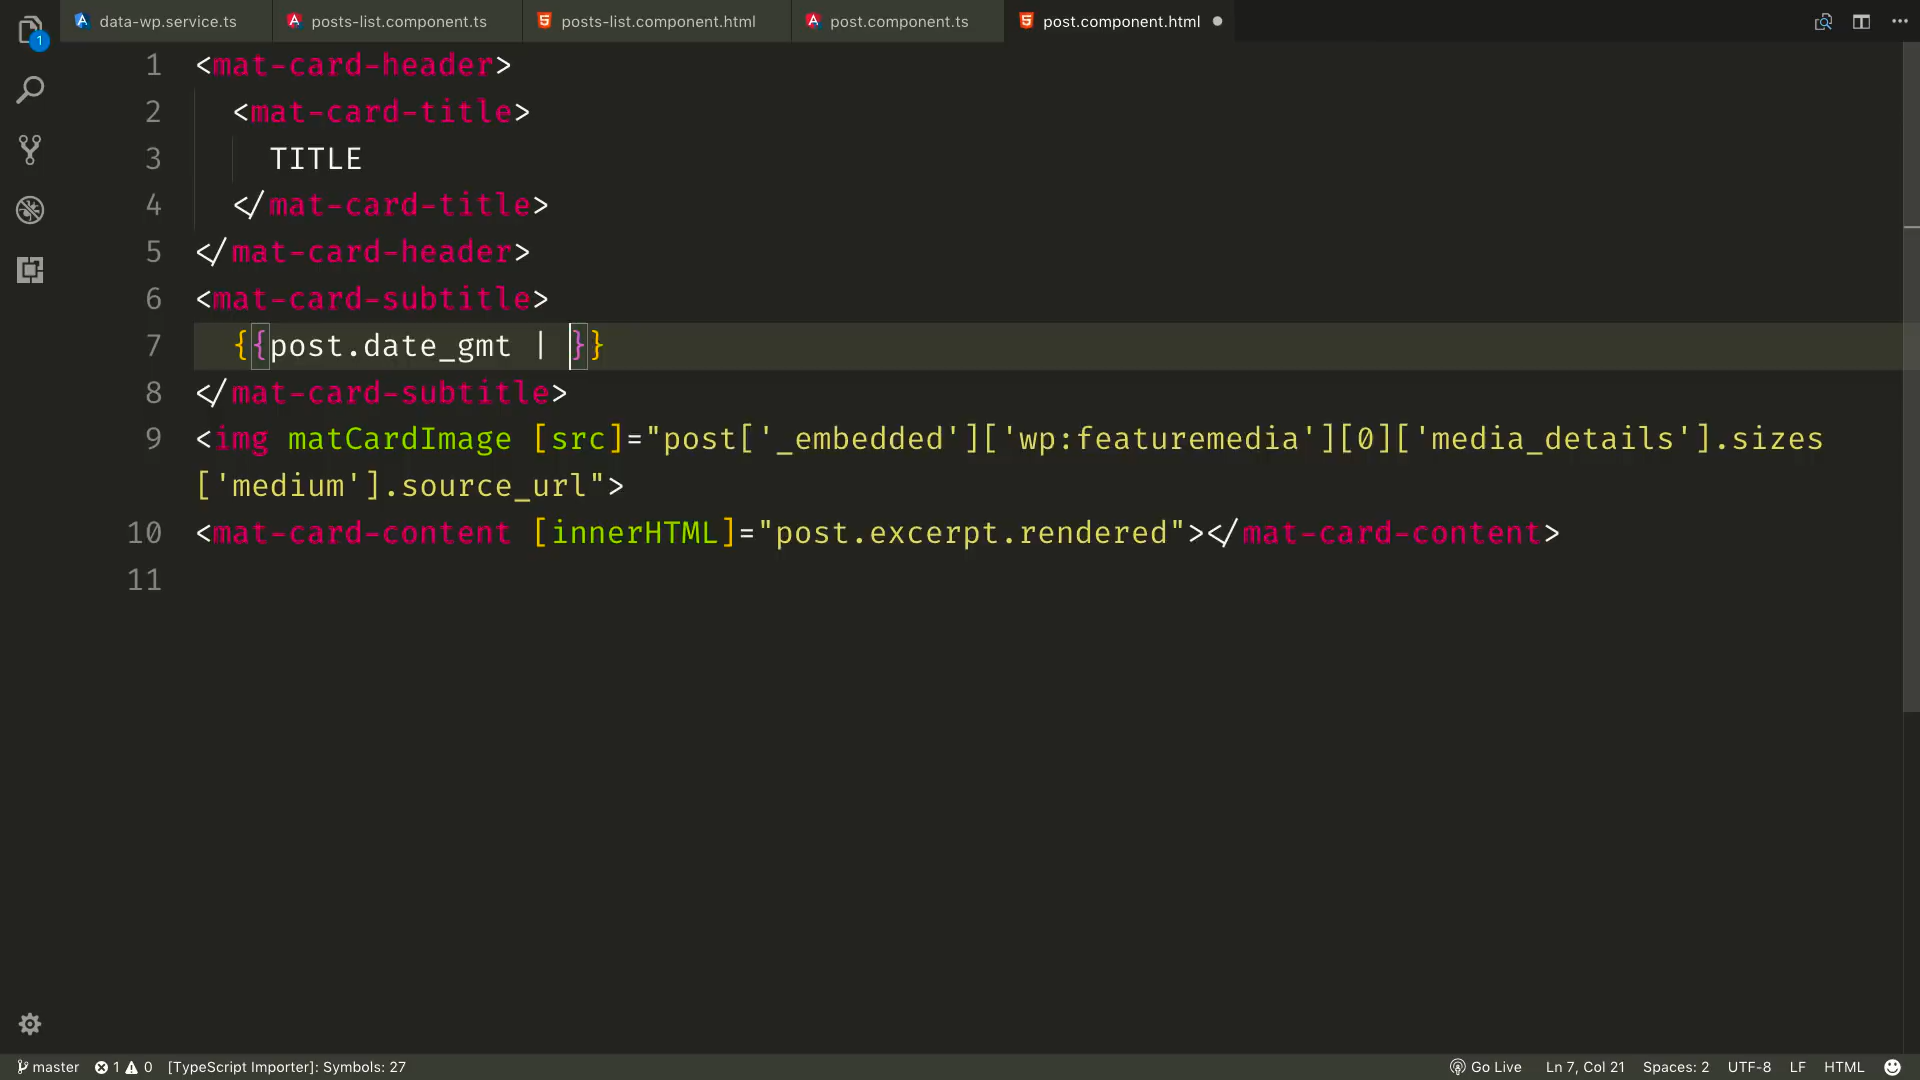 data-wp.service.ts posts-list.component.ts posts-list.component.html post.component.ts post.component.html
1
1 <mat-card-header>
2 <mat-card-title>
3 TITLE
4 </mat-card-title>
5 </mat-card-header>
6 <mat-card-subtitle>
7 {{post.date_gmt | }}
8 </mat-card-subtitle>
9 <img matCardImage [src]="post['_embedded']['wp:featuremedia'][0]['media_details'].sizes
['medium'].source_url">
10 <mat-card-content [innerHTML]="post.excerpt.rendered"></mat-card-content>
11
master 1 0 [TypeScript Importer]: Symbols: 27 Go Live Ln 7, Col 21 Spaces: 2 UTF-8 LF HTML